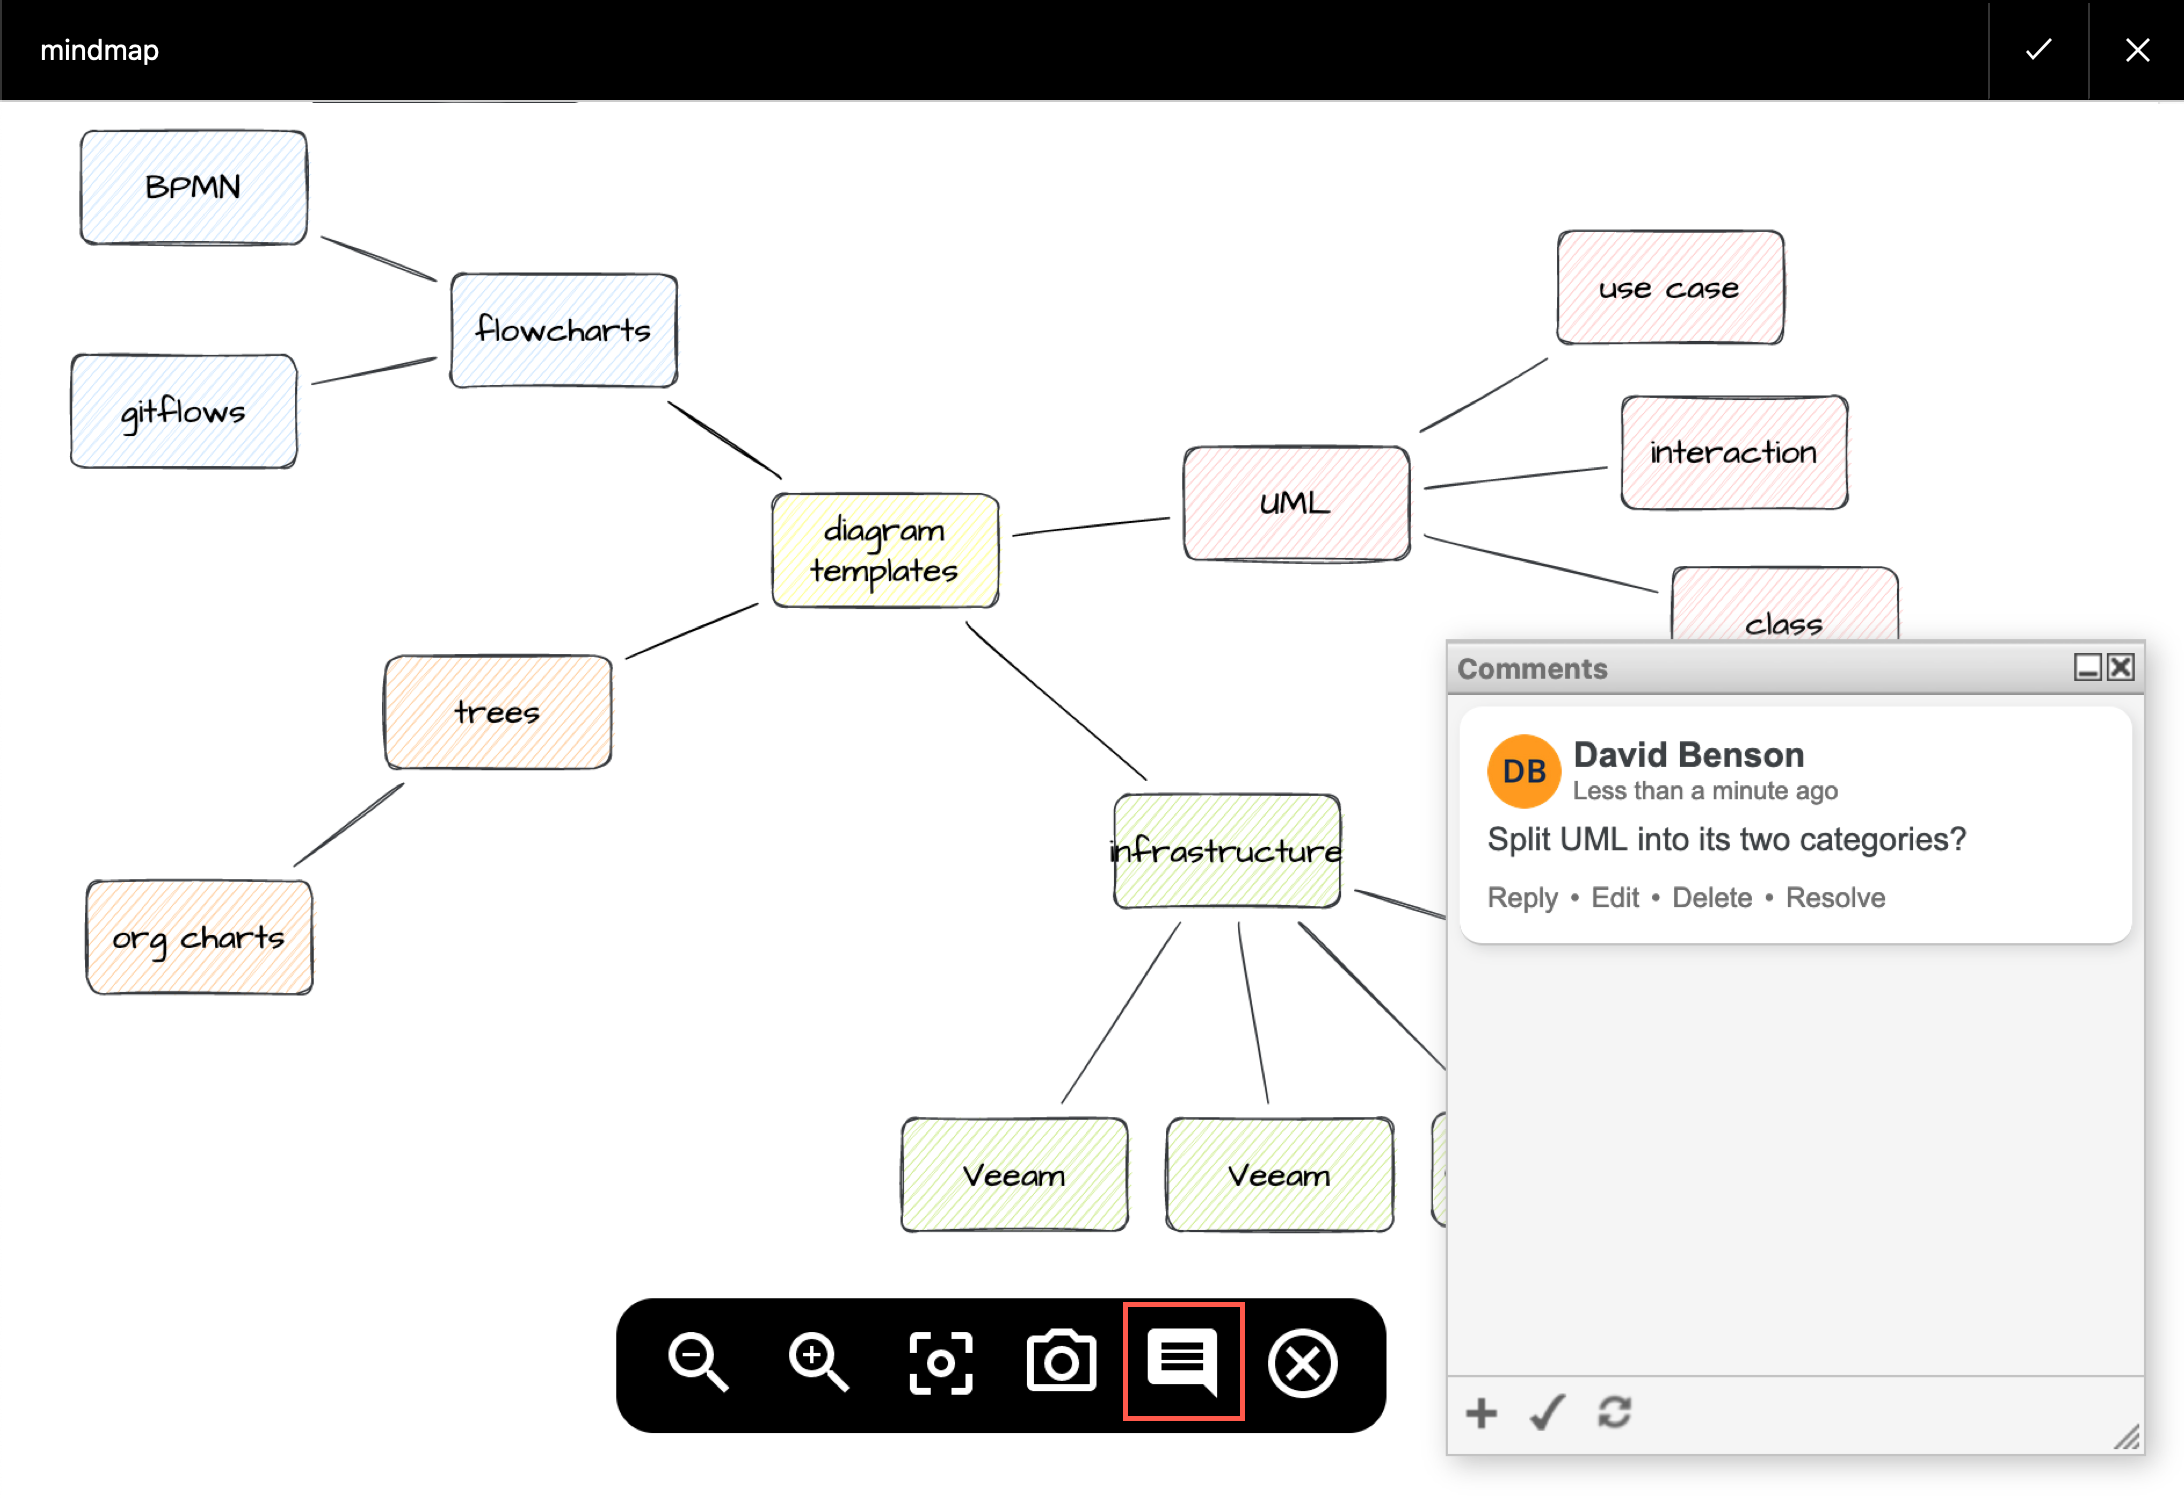 mindmap
BPMN
flowcharts
gitflows
use case
interaction
UML
diagram
templates
class
trees
infrastructure
org charts
Veeam
Veeam
Comments
DB
David Benson
Less than a minute ago
Split UML into its two categories?
Reply • Edit • Delete • Resolve